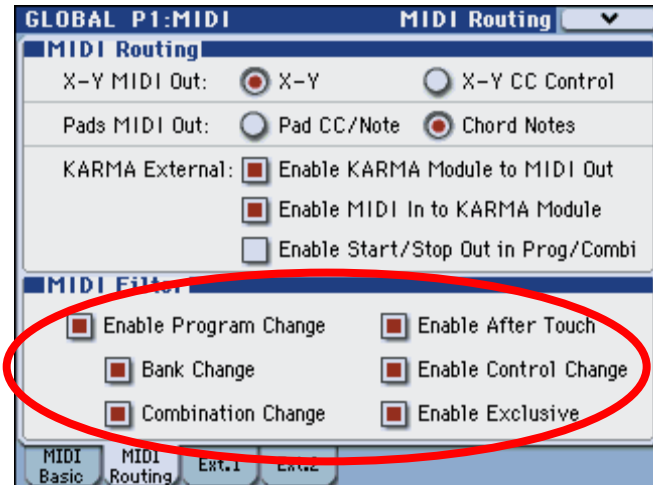 GLOBAL P1:MIDI MIDI Routing
MIDI Routing
X-Y MIDI Out: X-Y X-Y CC Control
Pads MIDI Out: Pad CC/Note Chord Notes
KARMA External: Enable KARMA Module to MIDI Out
Enable MIDI In to KARMA Module
Enable Start/Stop Out in Prog/Combi
MIDI Filter
Enable Program Change Enable After Touch
Bank Change Enable Control Change
Combination Change Enable Exclusive
MIDI Basic MIDI Routing Ext.1 Ext.2